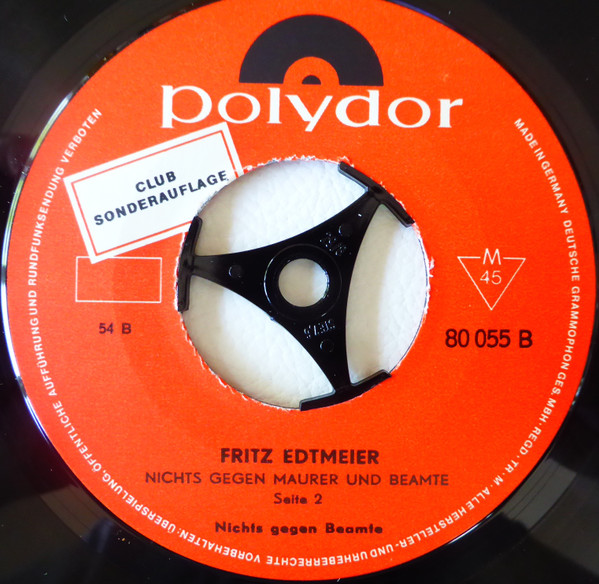 polydor
CLUB
SONDERAUFLAGE
M
45
54 B
80 055 B
FRITZ EDTMEIER
NICHTS GEGEN MAURER UND BEAMTE
Seite 2
Nichts gegen Beamte
MADE IN GERMANY · DEUTSCHE GRAMMOPHON GES. MBH · REGD. TR-M · ALLE HERSTELLER- UND URHEBERRECHTE VORBEHALTEN · ÜBERSPIELUNG, ÖFFENTLICHE AUFFÜHRUNG UND RUNDFUNKSENDUNG VERBOTEN